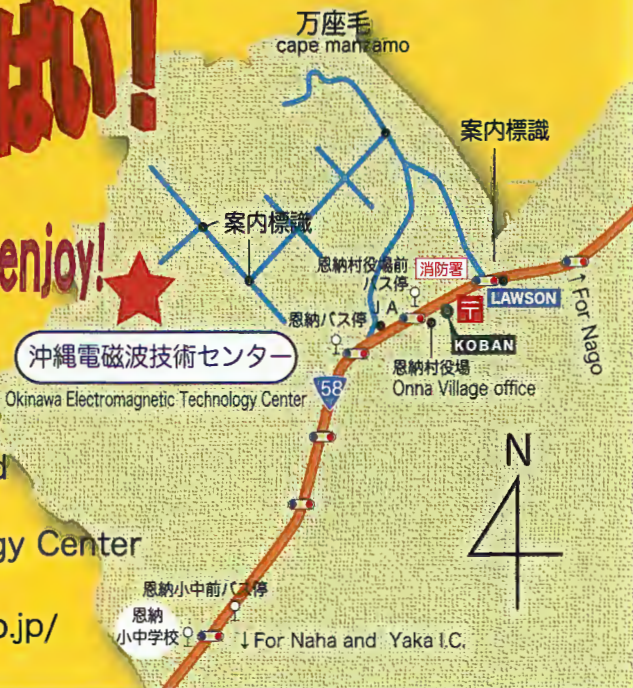 万座毛
cape manzamo
ばい!
案内標識
案内標識
enjoy!
恩納村役場前
バス停
消防署
LAWSON
For Nago
恩納バス停
JA
〒
KOBAN
沖縄電磁波技術センター
恩納村役場
Onna Village office
Okinawa Electromagnetic Technology Center
58
N
d
gy Center
恩納小中前バス停
o.jp/
恩納
小中学校
↓For Naha and Yaka I.C.